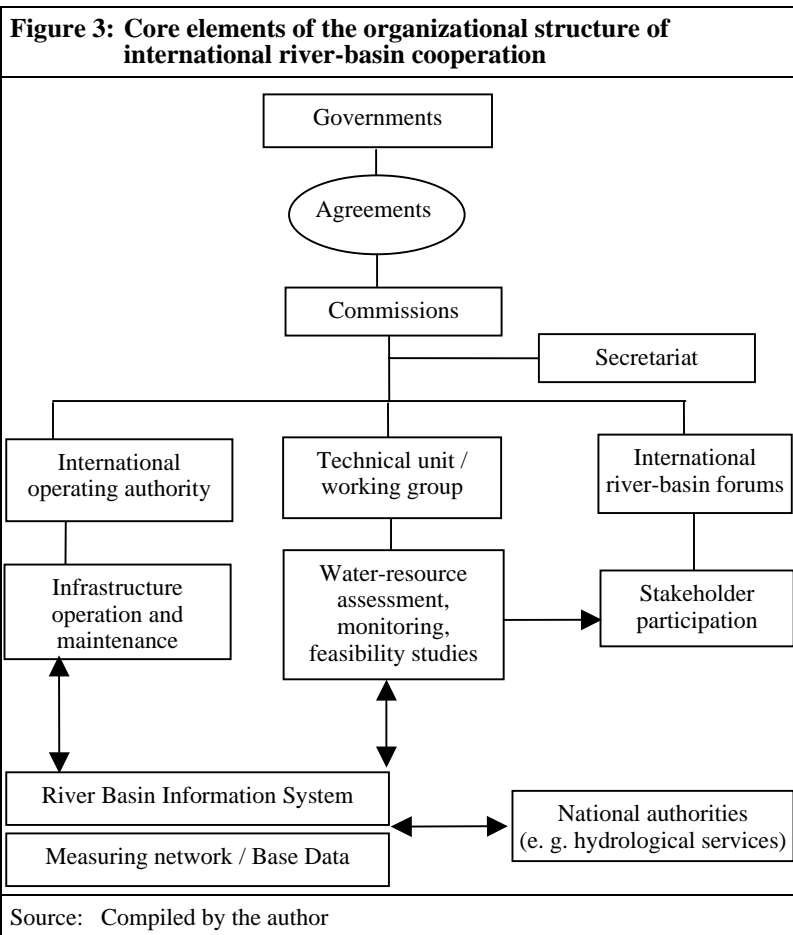 Figure 3: Core elements of the organizational structure of
international river-basin cooperation
Governments
Agreements
Commissions
Secretariat
International
operating authority
Technical unit /
working group
International
river-basin forums
Infrastructure
operation and
maintenance
Water-resource
assessment,
monitoring,
feasibility studies
Stakeholder
participation
River Basin Information System
Measuring network / Base Data
National authorities
(e. g. hydrological services)
Source: Compiled by the author